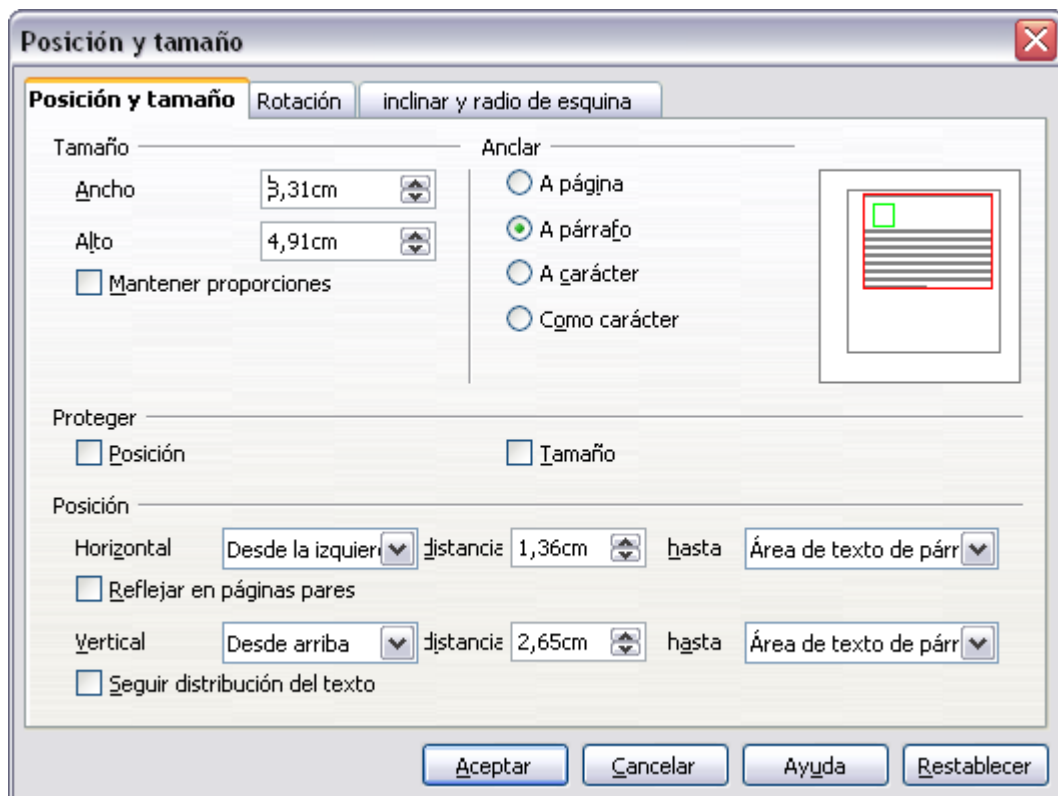 Posición y tamaño
Posición y tamaño Rotación inclinar y radio de esquina
Tamaño Anclar
Ancho 3,31cm A página
Alto 4,91cm A párrafo
Mantener proporciones A carácter
Como carácter
Proteger
Posición Tamaño
Posición
Horizontal Desde la izquier distancia 1,36cm hasta Área de texto de párr
Reflejar en páginas pares
Vertical Desde arriba distancia 2,65cm hasta Área de texto de párr
Seguir distribución del texto
Aceptar Cancelar Ayuda Restablecer